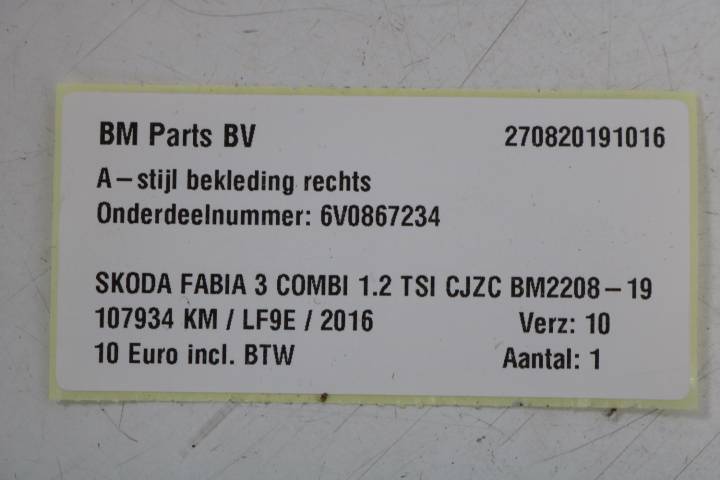 BM Parts BV 270820191016
A-stijl bekleding rechts
Onderdeelnummer: 6V0867234
SKODA FABIA 3 COMBI 1.2 TSI CJZC BM2208-19
107934 KM / LF9E / 2016 Verz: 10
10 Euro incl. BTW Aantal: 1